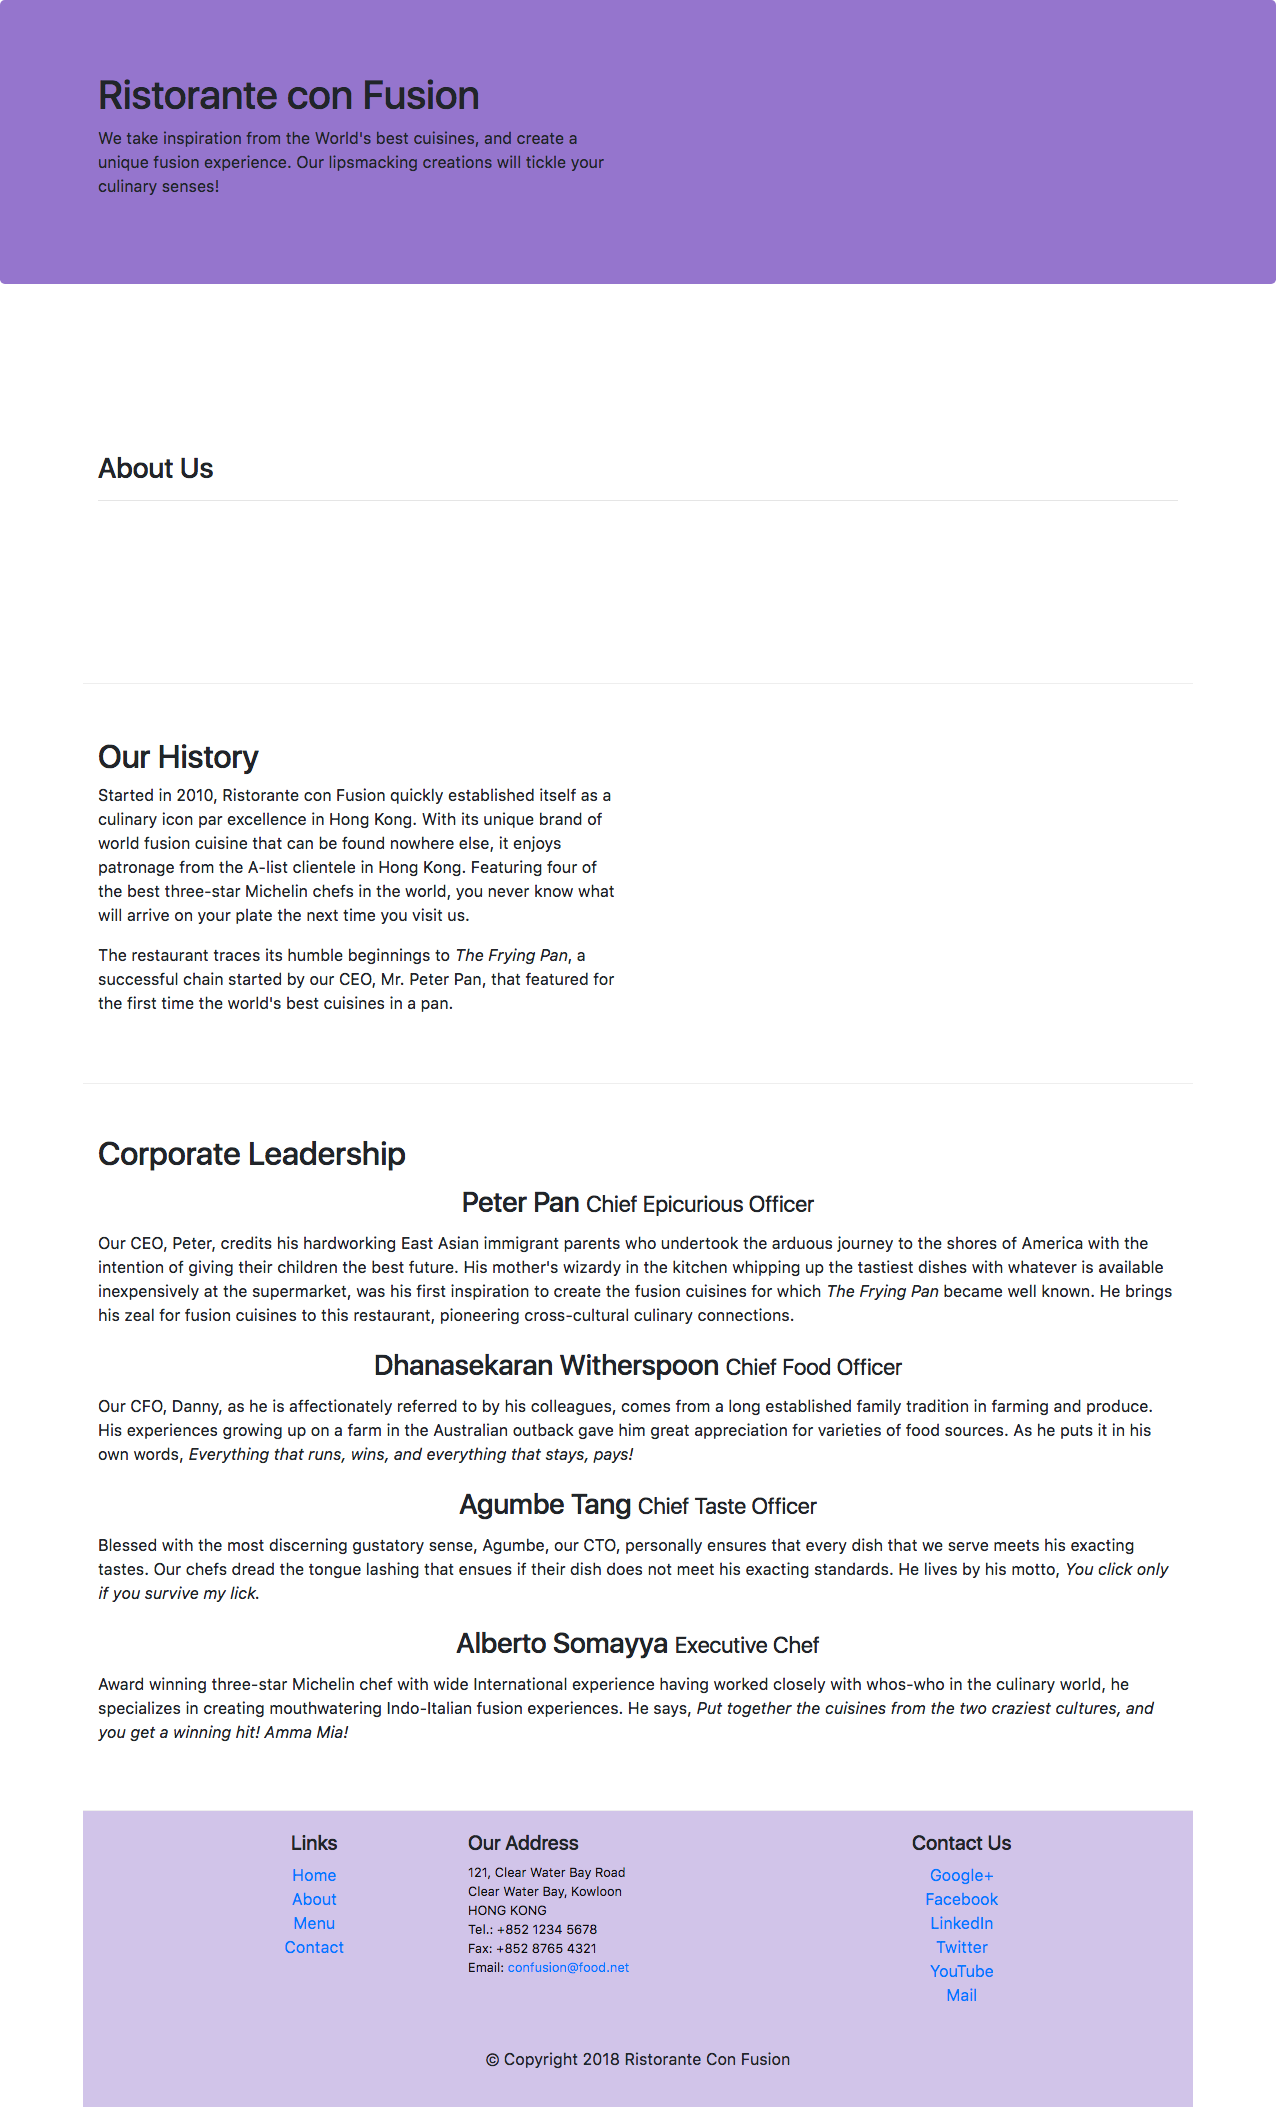 Ristorante con Fusion
We take inspiration from the World's best cuisines, and create a
unique fusion experience. Our lipsmacking creations will tickle your
culinary senses!
About Us
Our History
Started in 2010, Ristorante con Fusion quickly established itself as a
culinary icon par excellence in Hong Kong. With its unique brand of
world fusion cuisine that can be found nowhere else, it enjoys
patronage from the A-list clientele in Hong Kong. Featuring four of
the best three-star Michelin chefs in the world, you never know what
will arrive on your plate the next time you visit us.
The restaurant traces its humble beginnings to The Frying Pan, a
successful chain started by our CEO, Mr. Peter Pan, that featured for
the first time the world's best cuisines in a pan.
Corporate Leadership
Peter Pan Chief Epicurious Officer
Our CEO, Peter, credits his hardworking East Asian immigrant parents who undertook the arduous journey to the shores of America with the
intention of giving their children the best future. His mother's wizardy in the kitchen whipping up the tastiest dishes with whatever is available
inexpensively at the supermarket, was his first inspiration to create the fusion cuisines for which The Frying Pan became well known. He brings
his zeal for fusion cuisines to this restaurant, pioneering cross-cultural culinary connections.
Dhanasekaran Witherspoon Chief Food Officer
Our CFO, Danny, as he is affectionately referred to by his colleagues, comes from a long established family tradition in farming and produce.
His experiences growing up on a farm in the Australian outback gave him great appreciation for varieties of food sources. As he puts it in his
own words, Everything that runs, wins, and everything that stays, pays!
Agumbe Tang Chief Taste Officer
Blessed with the most discerning gustatory sense, Agumbe, our CTO, personally ensures that every dish that we serve meets his exacting
tastes. Our chefs dread the tongue lashing that ensues if their dish does not meet his exacting standards. He lives by his motto, You click only
if you survive my lick.
Alberto Somayya Executive Chef
Award winning three-star Michelin chef with wide International experience having worked closely with whos-who in the culinary world, he
specializes in creating mouthwatering Indo-Italian fusion experiences. He says, Put together the cuisines from the two craziest cultures, and
you get a winning hit! Amma Mia!
Links
Home
About
Menu
Contact
Our Address
121, Clear Water Bay Road
Clear Water Bay, Kowloon
HONG KONG
Tel.: +852 1234 5678
Fax: +852 8765 4321
Email: confusion@food.net
Contact Us
Google+
Facebook
LinkedIn
Twitter
YouTube
Mail
© Copyright 2018 Ristorante Con Fusion